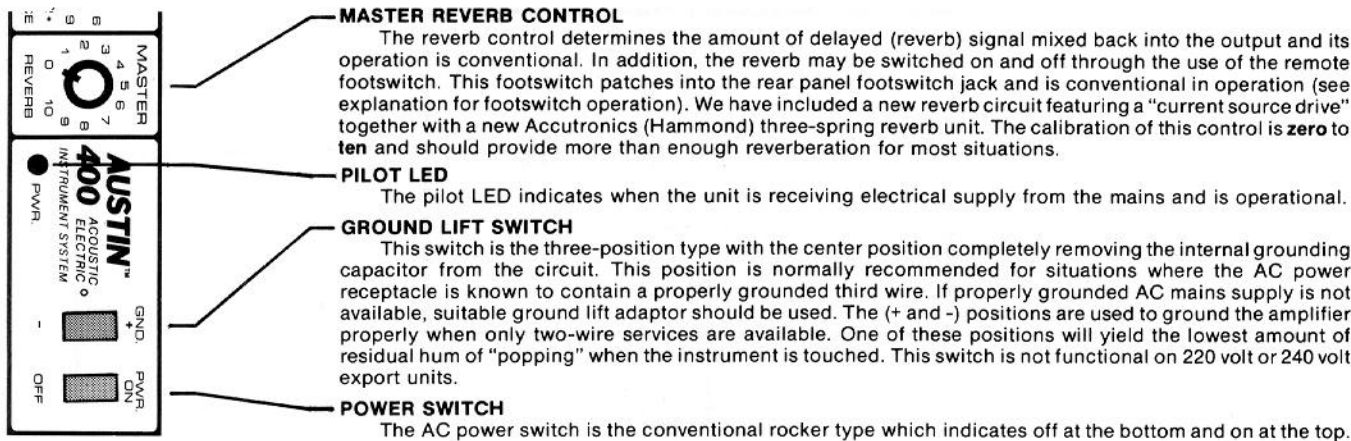 MASTER REVERB CONTROL
The reverb control determines the amount of delayed (reverb) signal mixed back into the output and its
operation is conventional. In addition, the reverb may be switched on and off through the use of the remote
footswitch. This footswitch patches into the rear panel footswitch jack and is conventional in operation (see
explanation for footswitch operation). We have included a new reverb circuit featuring a “current source drive”
together with a new Accutronics (Hammond) three-spring reverb unit. The calibration of this control is zero to
ten and should provide more than enough reverberation for most situations.
PILOT LED
The pilot LED indicates when the unit is receiving electrical supply from the mains and is operational.
GROUND LIFT SWITCH
This switch is the three-position type with the center position completely removing the internal grounding
capacitor from the circuit. This position is normally recommended for situations where the AC power
receptacle is known to contain a properly grounded third wire. If properly grounded AC mains supply is not
available, suitable ground lift adaptor should be used. The (+ and -) positions are used to ground the amplifier
properly when only two-wire services are available. One of these positions will yield the lowest amount of
residual hum of “popping” when the instrument is touched. This switch is not functional on 220 volt or 240 volt
export units.
POWER SWITCH
The AC power switch is the conventional rocker type which indicates off at the bottom and on at the top.
MASTER
0 1 2 3 4 5 6 7 8 9 10
REVERB
AUSTIN™
400 ACOUSTIC
ELECTRIC
INSTRUMENT SYSTEM
PWR.
GND.
+
-
PWR.
ON
OFF